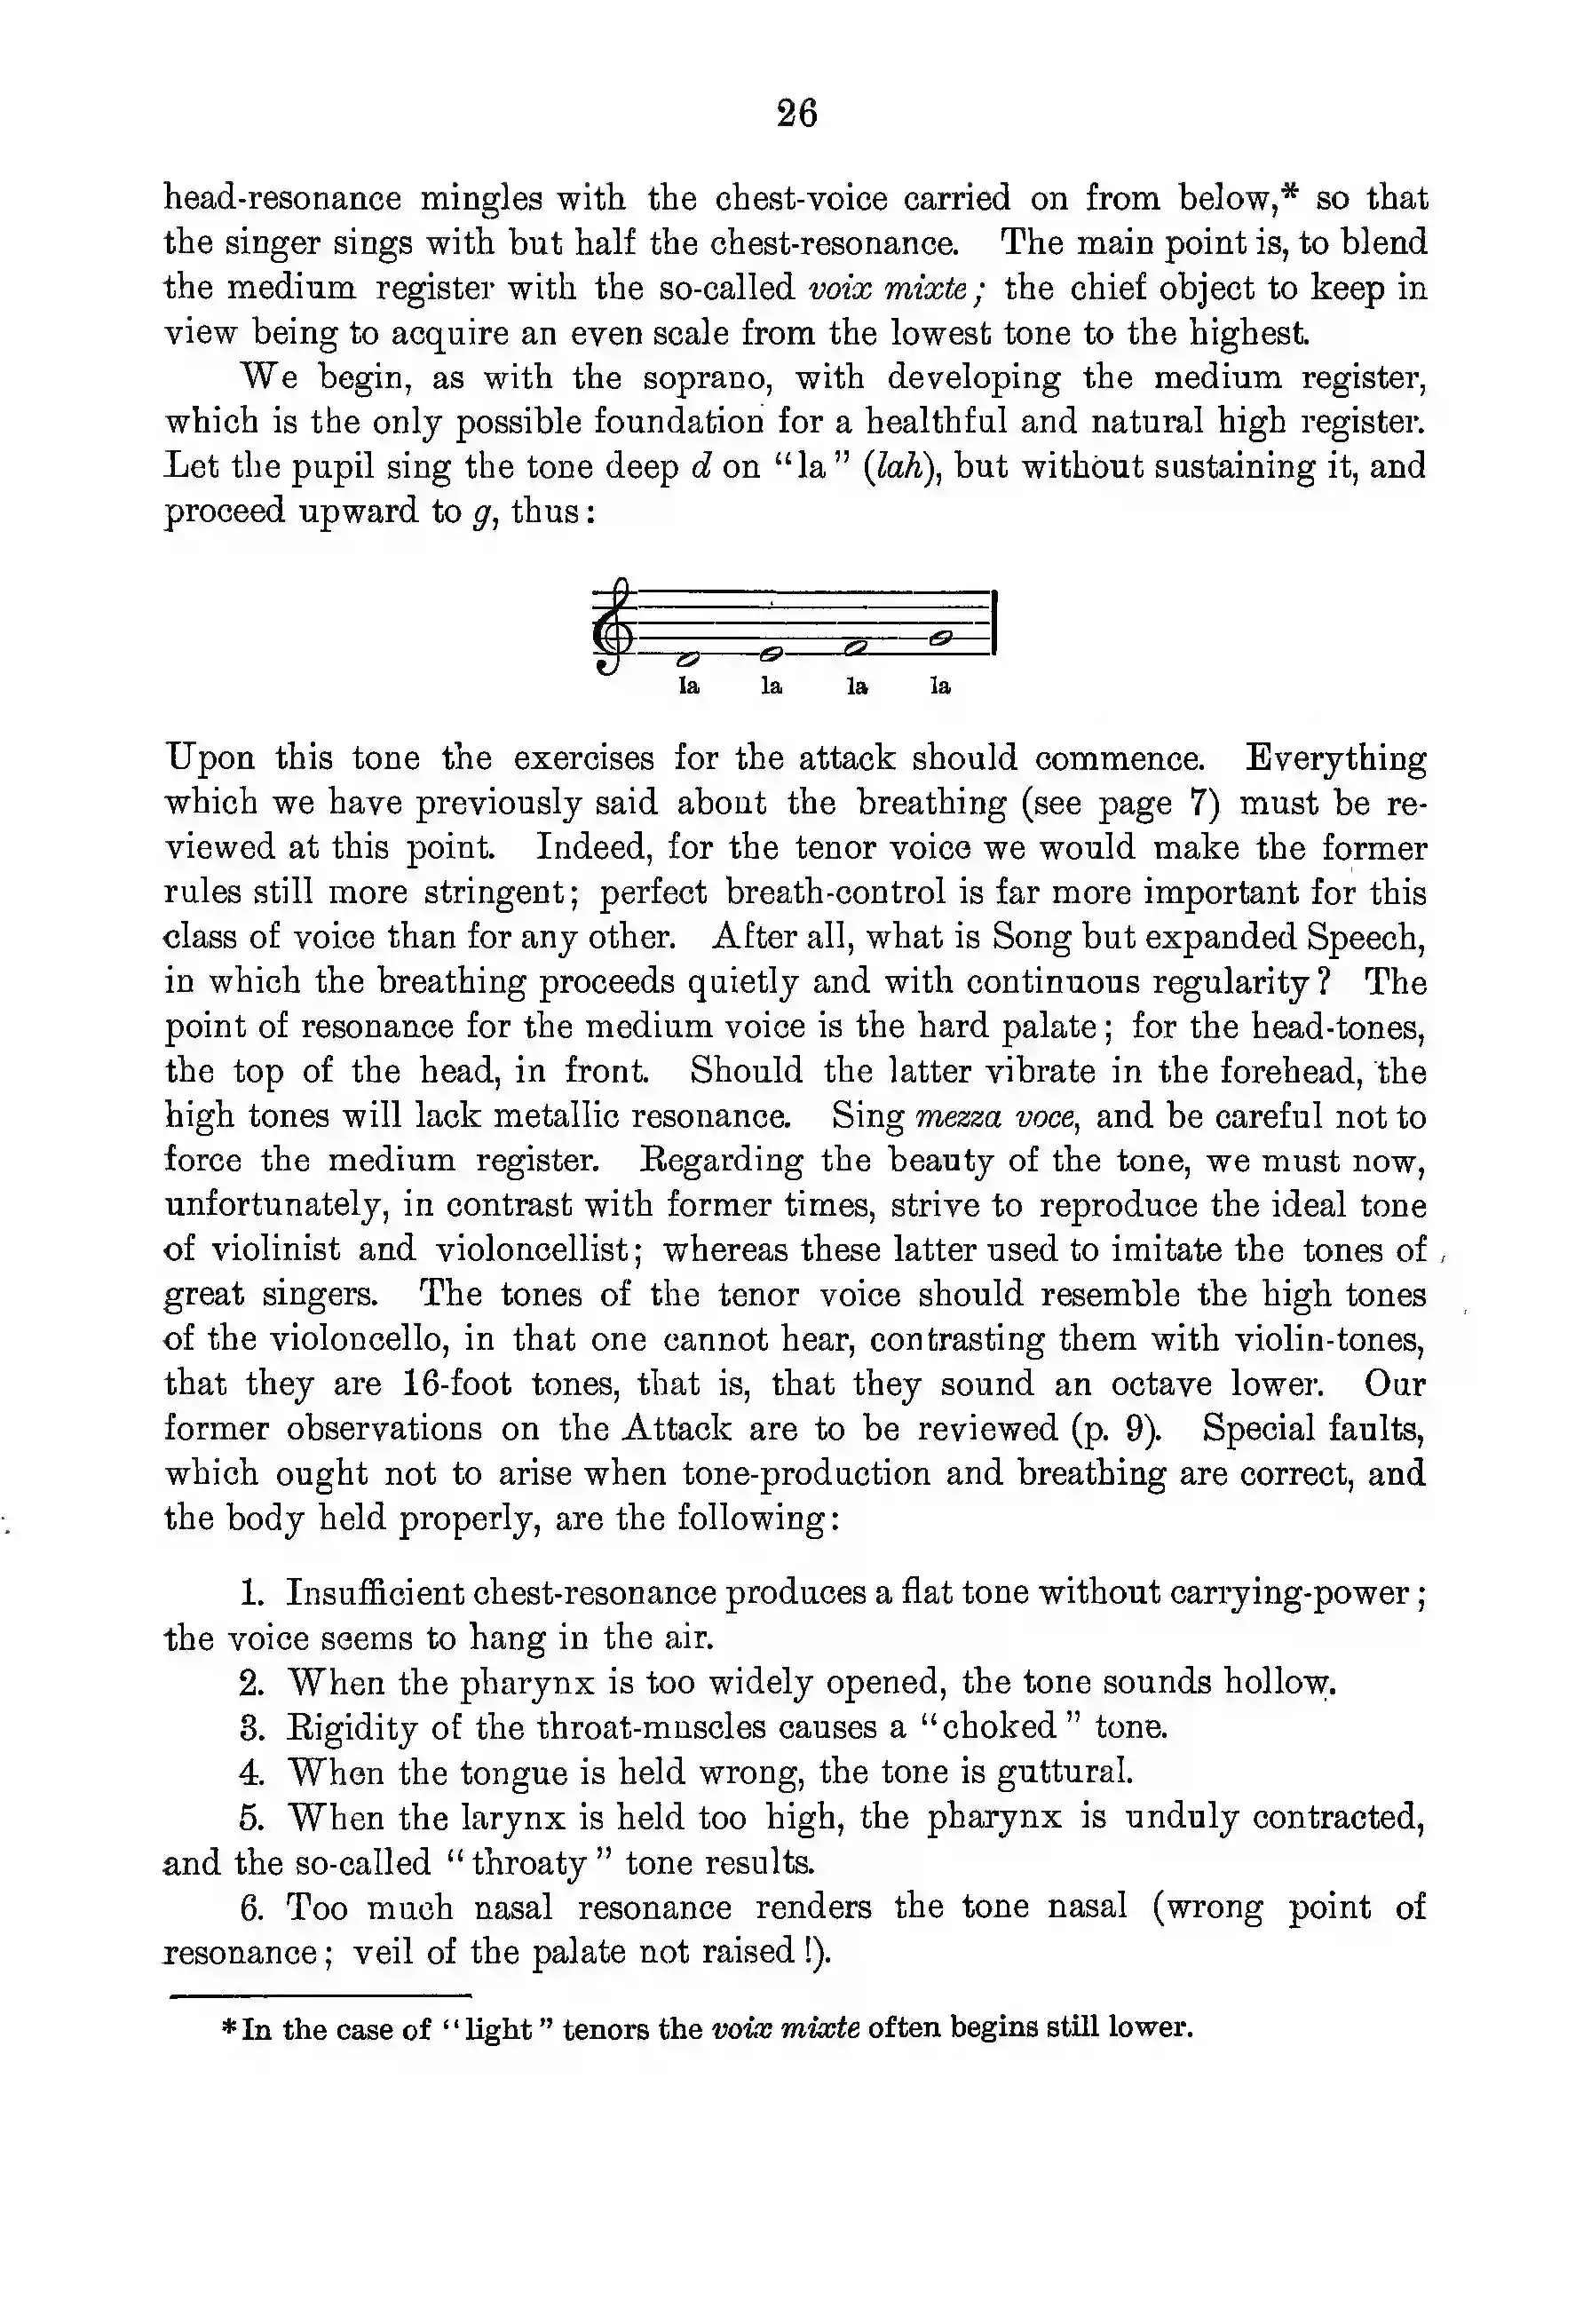 26
head-resonance mingles with the chest-voice carried on from below,* so that
the singer sings with but half the chest-resonance. The main point is, to blend
the medium register with the so-called voix mixte; the chief object to keep in
view being to acquire an even scale from the lowest tone to the highest.
We begin, as with the soprano, with developing the medium register,
which is the only possible foundation for a healthful and natural high register.
Let the pupil sing the tone deep d on "la" (lah), but without sustaining it, and
proceed upward to g, thus:
la la la la
Upon this tone the exercises for the attack should commence. Everything
which we have previously said about the breathing (see page 7) must be re-
viewed at this point. Indeed, for the tenor voice we would make the former
rules still more stringent; perfect breath-control is far more important for this
class of voice than for any other. After all, what is Song but expanded Speech,
in which the breathing proceeds quietly and with continuous regularity? The
point of resonance for the medium voice is the hard palate; for the head-tones,
the top of the head, in front. Should the latter vibrate in the forehead, the
high tones will lack metallic resonance. Sing mezza voce, and be careful not to
force the medium register. Regarding the beauty of the tone, we must now,
unfortunately, in contrast with former times, strive to reproduce the ideal tone
of violinist and violoncellist; whereas these latter used to imitate the tones of
great singers. The tones of the tenor voice should resemble the high tones
of the violoncello, in that one cannot hear, contrasting them with violin-tones,
that they are 16-foot tones, that is, that they sound an octave lower. Our
former observations on the Attack are to be reviewed (p. 9). Special faults,
which ought not to arise when tone-production and breathing are correct, and
the body held properly, are the following:
1. Insufficient chest-resonance produces a flat tone without carrying-power;
the voice seems to hang in the air.
2. When the pharynx is too widely opened, the tone sounds hollow.
3. Rigidity of the throat-muscles causes a "choked" tone.
4. When the tongue is held wrong, the tone is guttural.
5. When the larynx is held too high, the pharynx is unduly contracted,
and the so-called "throaty" tone results.
6. Too much nasal resonance renders the tone nasal (wrong point of
resonance; veil of the palate not raised!).
*In the case of "light" tenors the voix mixte often begins still lower.